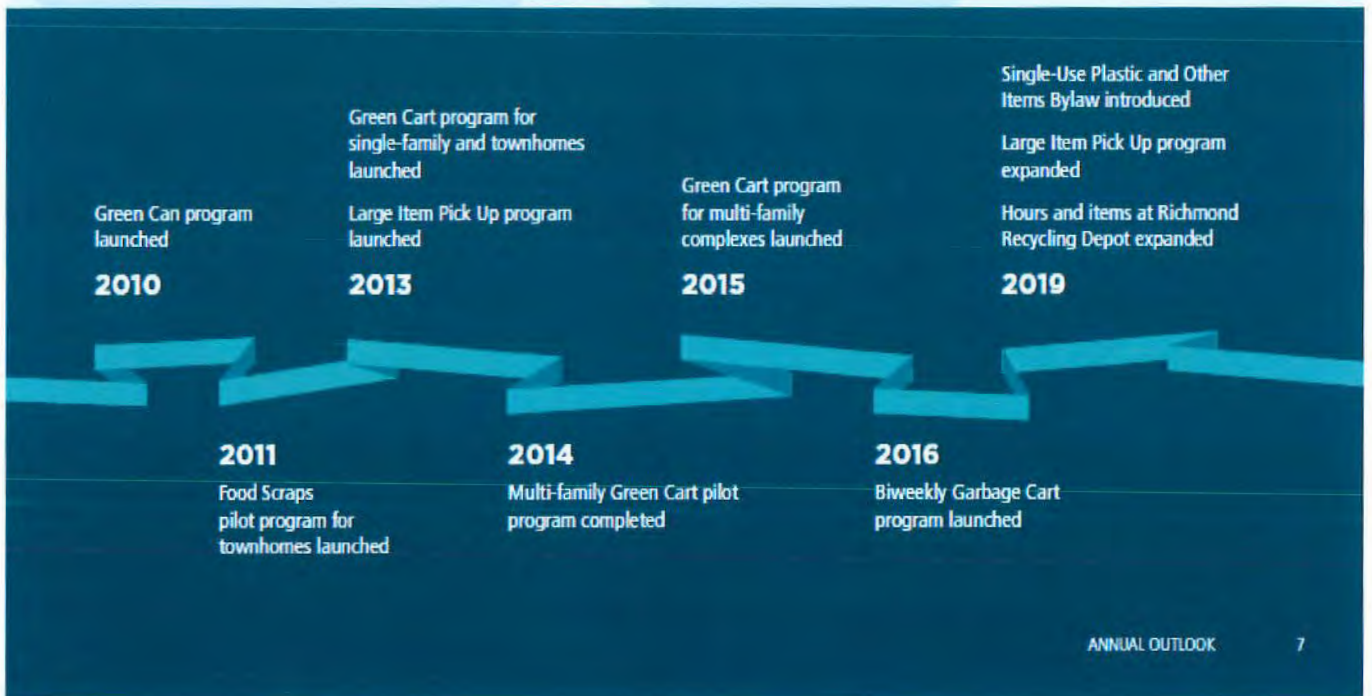 Green Can program
launched
2010
2011
Food Scraps
pilot program for
townhomes launched
Green Cart program for
single-family and townhomes
launched
Large Item Pick Up program
launched
2013
2014
Multi-family Green Cart pilot
program completed
Green Cart program
for multi-family
complexes launched
2015
2016
Biweekly Garbage Cart
program launched
Single-Use Plastic and Other
Items Bylaw introduced
Large Item Pick Up program
expanded
Hours and items at Richmond
Recycling Depot expanded
2019
ANNUAL OUTLOOK 7